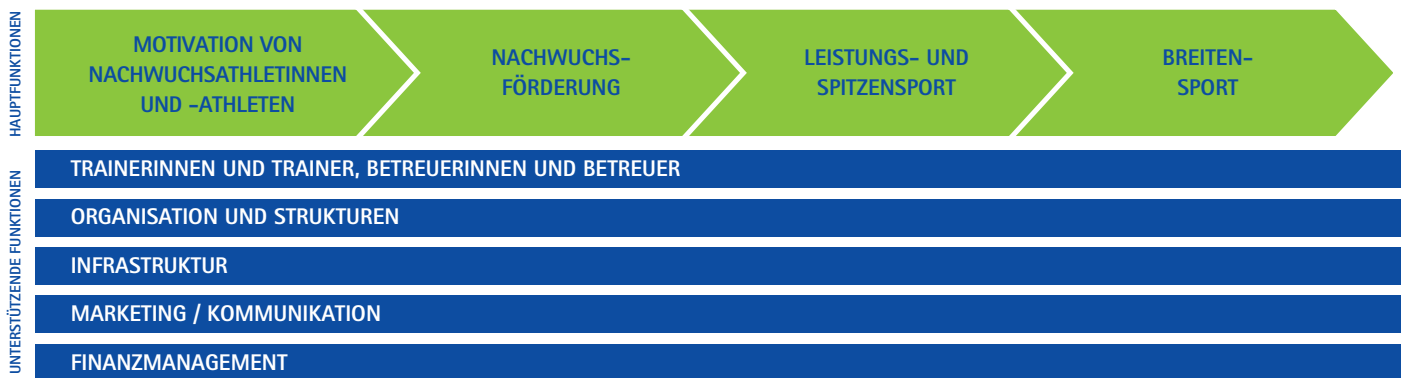 HAUPTFUNKTIONEN
MOTIVATION VON
NACHWUCHSATHLETINNEN
UND -ATHLETEN
NACHWUCHS-
FÖRDERUNG
LEISTUNGS- UND
SPITZENSPORT
BREITEN-
SPORT
UNTERSTÜTZENDE FUNKTIONEN
TRAINERINNEN UND TRAINER, BETREUERINNEN UND BETREUER
ORGANISATION UND STRUKTUREN
INFRASTRUKTUR
MARKETING / KOMMUNIKATION
FINANZMANAGEMENT